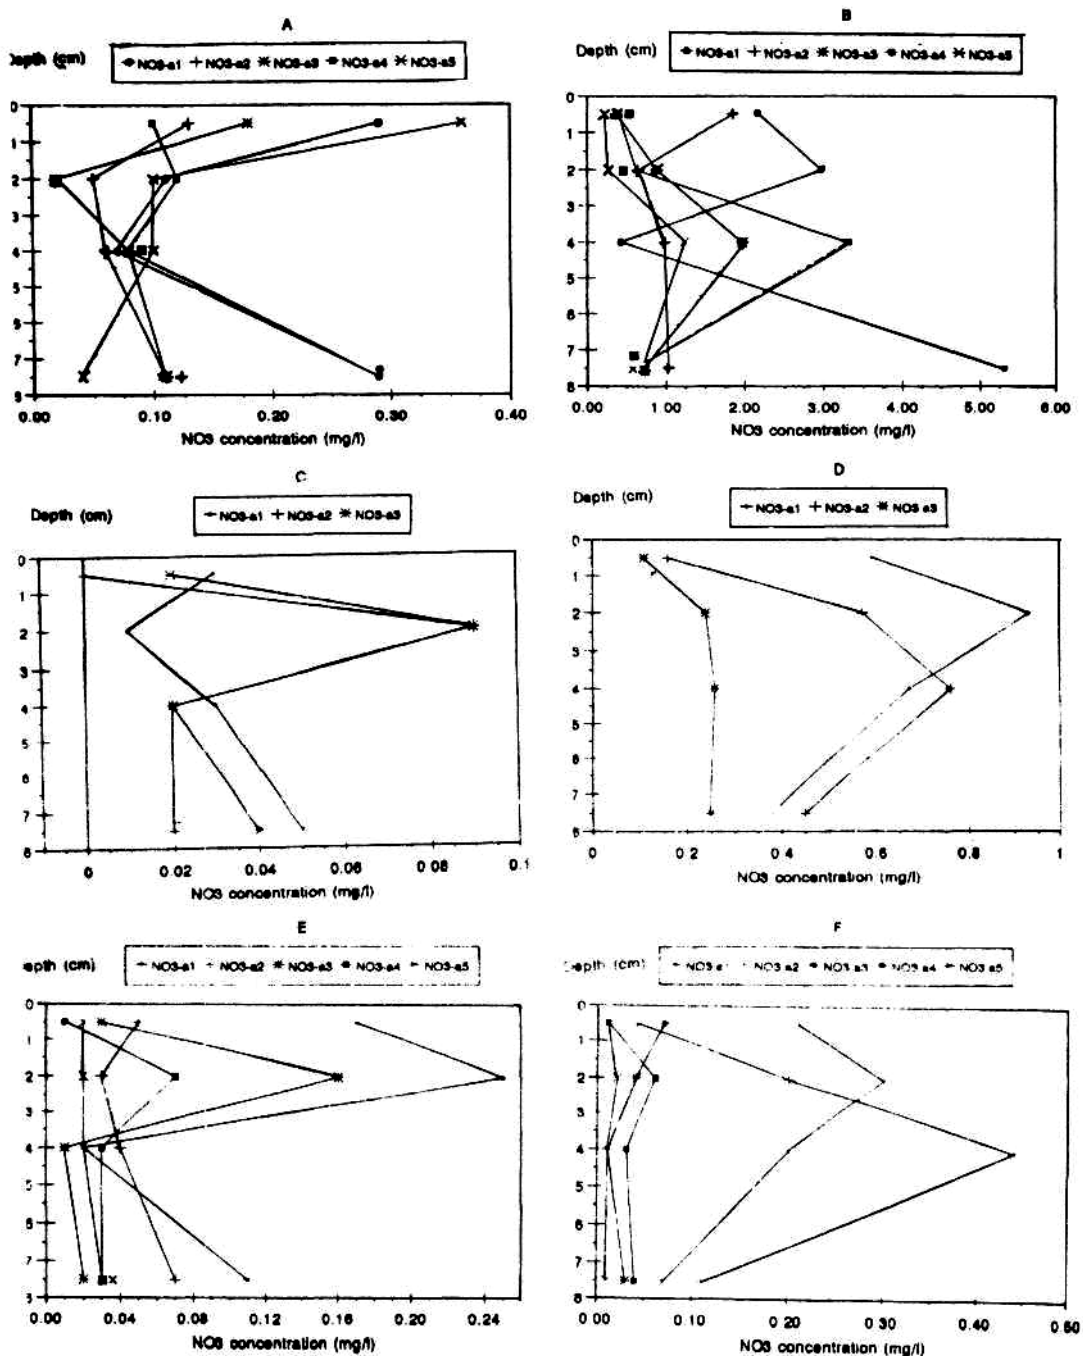 A
Depth (cm)
NO3-a1 NO3-a2 NO3-a3 NO3-a4 NO3-a5
0
1
2
3
4
5
6
7
8
0.00 0.10 0.20 0.30 0.40
NO3 concentration (mg/l)
B
Depth (cm)
NO3-a1 NO3-a2 NO3-a3 NO3-a4 NO3-a5
0
1
2
3
4
5
6
7
8
0.00 1.00 2.00 3.00 4.00 5.00 6.00
NO3 concentration (mg/l)
C
Depth (cm)
NO3-a1 NO3-a2 NO3-a3
0
1
2
3
4
5
6
7
8
0 0.02 0.04 0.06 0.08 0.1
NO3 concentration (mg/l)
D
Depth (cm)
NO3-a1 NO3-a2 NO3-a3
0
1
2
3
4
5
6
7
8
0 0.2 0.4 0.6 0.8 1
NO3 concentration (mg/l)
E
epth (cm)
NO3-a1 NO3-a2 NO3-a3 NO3-a4 NO3-a5
0
1
2
3
4
5
6
7
8
0.00 0.04 0.08 0.12 0.16 0.20 0.24
NO3 concentration (mg/l)
F
Depth (cm)
NO3-a1 NO3-a2 NO3-a3 NO3-a4 NO3-a5
0
1
2
3
4
5
6
7
8
0.00 0.10 0.20 0.30 0.40 0.50
NO3 concentration (mg/l)